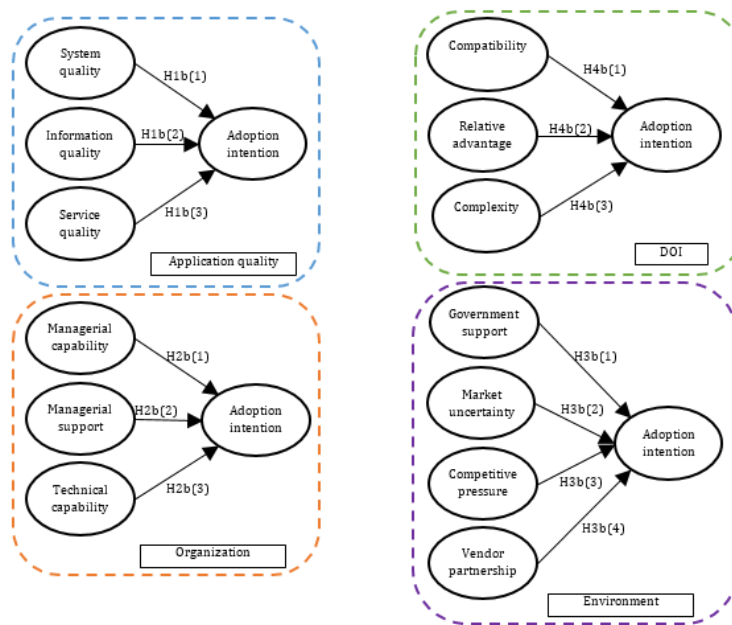 System
quality
H1b(1)
Information
quality
H1b(2)
Adoption
intention
Service
quality
H1b(3)
Application quality
Compatibility
H4b(1)
Relative
advantage
H4b(2)
Adoption
intention
Complexity
H4b(3)
DOI
Managerial
capability
H2b(1)
Managerial
support
H2b(2)
Adoption
intention
Technical
capability
H2b(3)
Organization
Government
support
H3b(1)
Market
uncertainty
H3b(2)
Adoption
intention
Competitive
pressure
H3b(3)
Vendor
partnership
H3b(4)
Environment